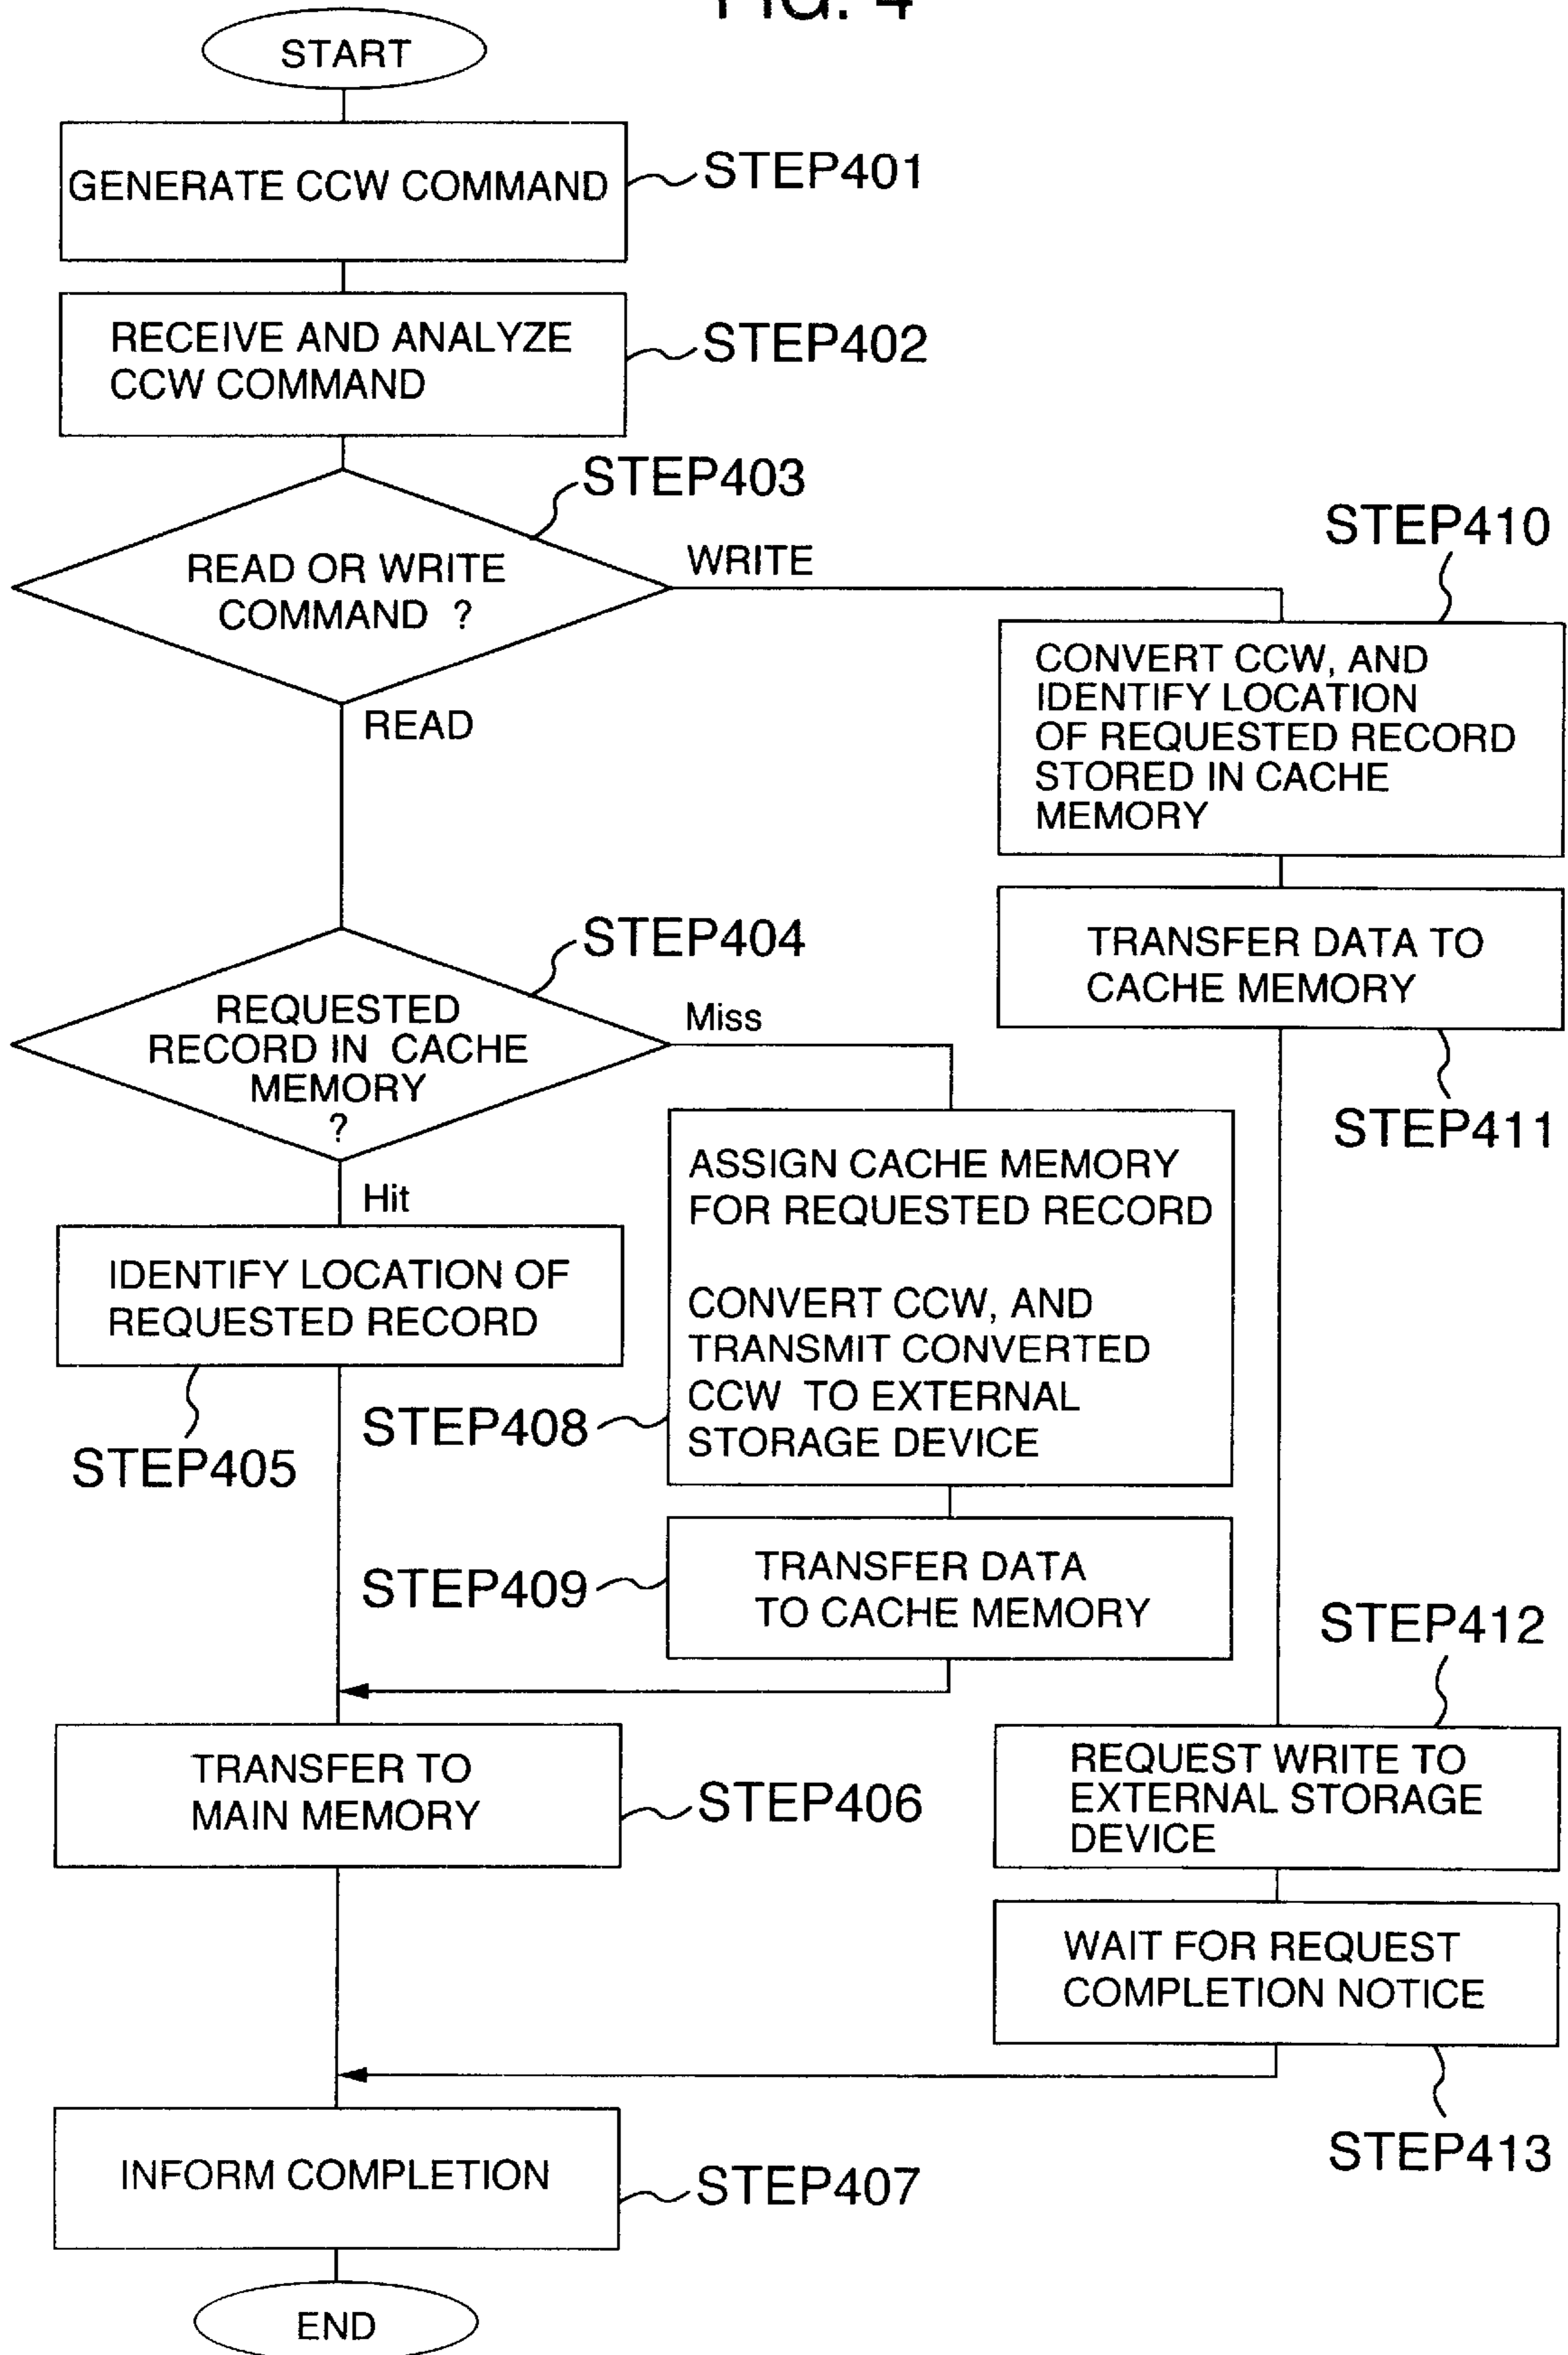 FIG. 4
START
GENERATE CCW COMMAND
STEP401
RECEIVE AND ANALYZE
CCW COMMAND
STEP402
STEP403
READ OR WRITE
COMMAND ?
WRITE
READ
STEP410
CONVERT CCW, AND
IDENTIFY LOCATION
OF REQUESTED RECORD
STORED IN CACHE
MEMORY
TRANSFER DATA TO
CACHE MEMORY
STEP411
STEP404
REQUESTED
RECORD IN CACHE
MEMORY
?
Miss
Hit
IDENTIFY LOCATION OF
REQUESTED RECORD
STEP405
ASSIGN CACHE MEMORY
FOR REQUESTED RECORD
CONVERT CCW, AND
TRANSMIT CONVERTED
CCW TO EXTERNAL
STORAGE DEVICE
STEP408
TRANSFER DATA
TO CACHE MEMORY
STEP409
STEP412
TRANSFER TO
MAIN MEMORY
STEP406
REQUEST WRITE TO
EXTERNAL STORAGE
DEVICE
WAIT FOR REQUEST
COMPLETION NOTICE
STEP413
INFORM COMPLETION
STEP407
END